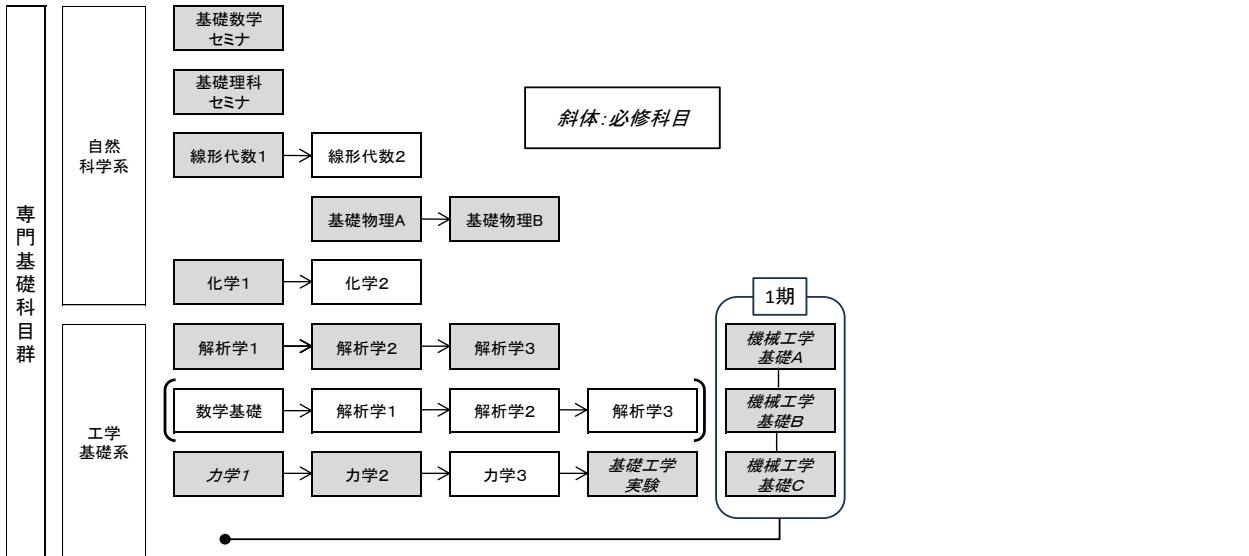 専門基礎科目群
自然
科学系
基礎数学
セミナ
基礎理科
セミナ
斜体：必修科目
線形代数1
線形代数2
基礎物理A
基礎物理B
化学1
化学2
1期
工学
基礎系
解析学1
解析学2
解析学3
機械工学
基礎A
数学基礎
解析学1
解析学2
解析学3
機械工学
基礎B
力学1
力学2
力学3
基礎工学
実験
機械工学
基礎C